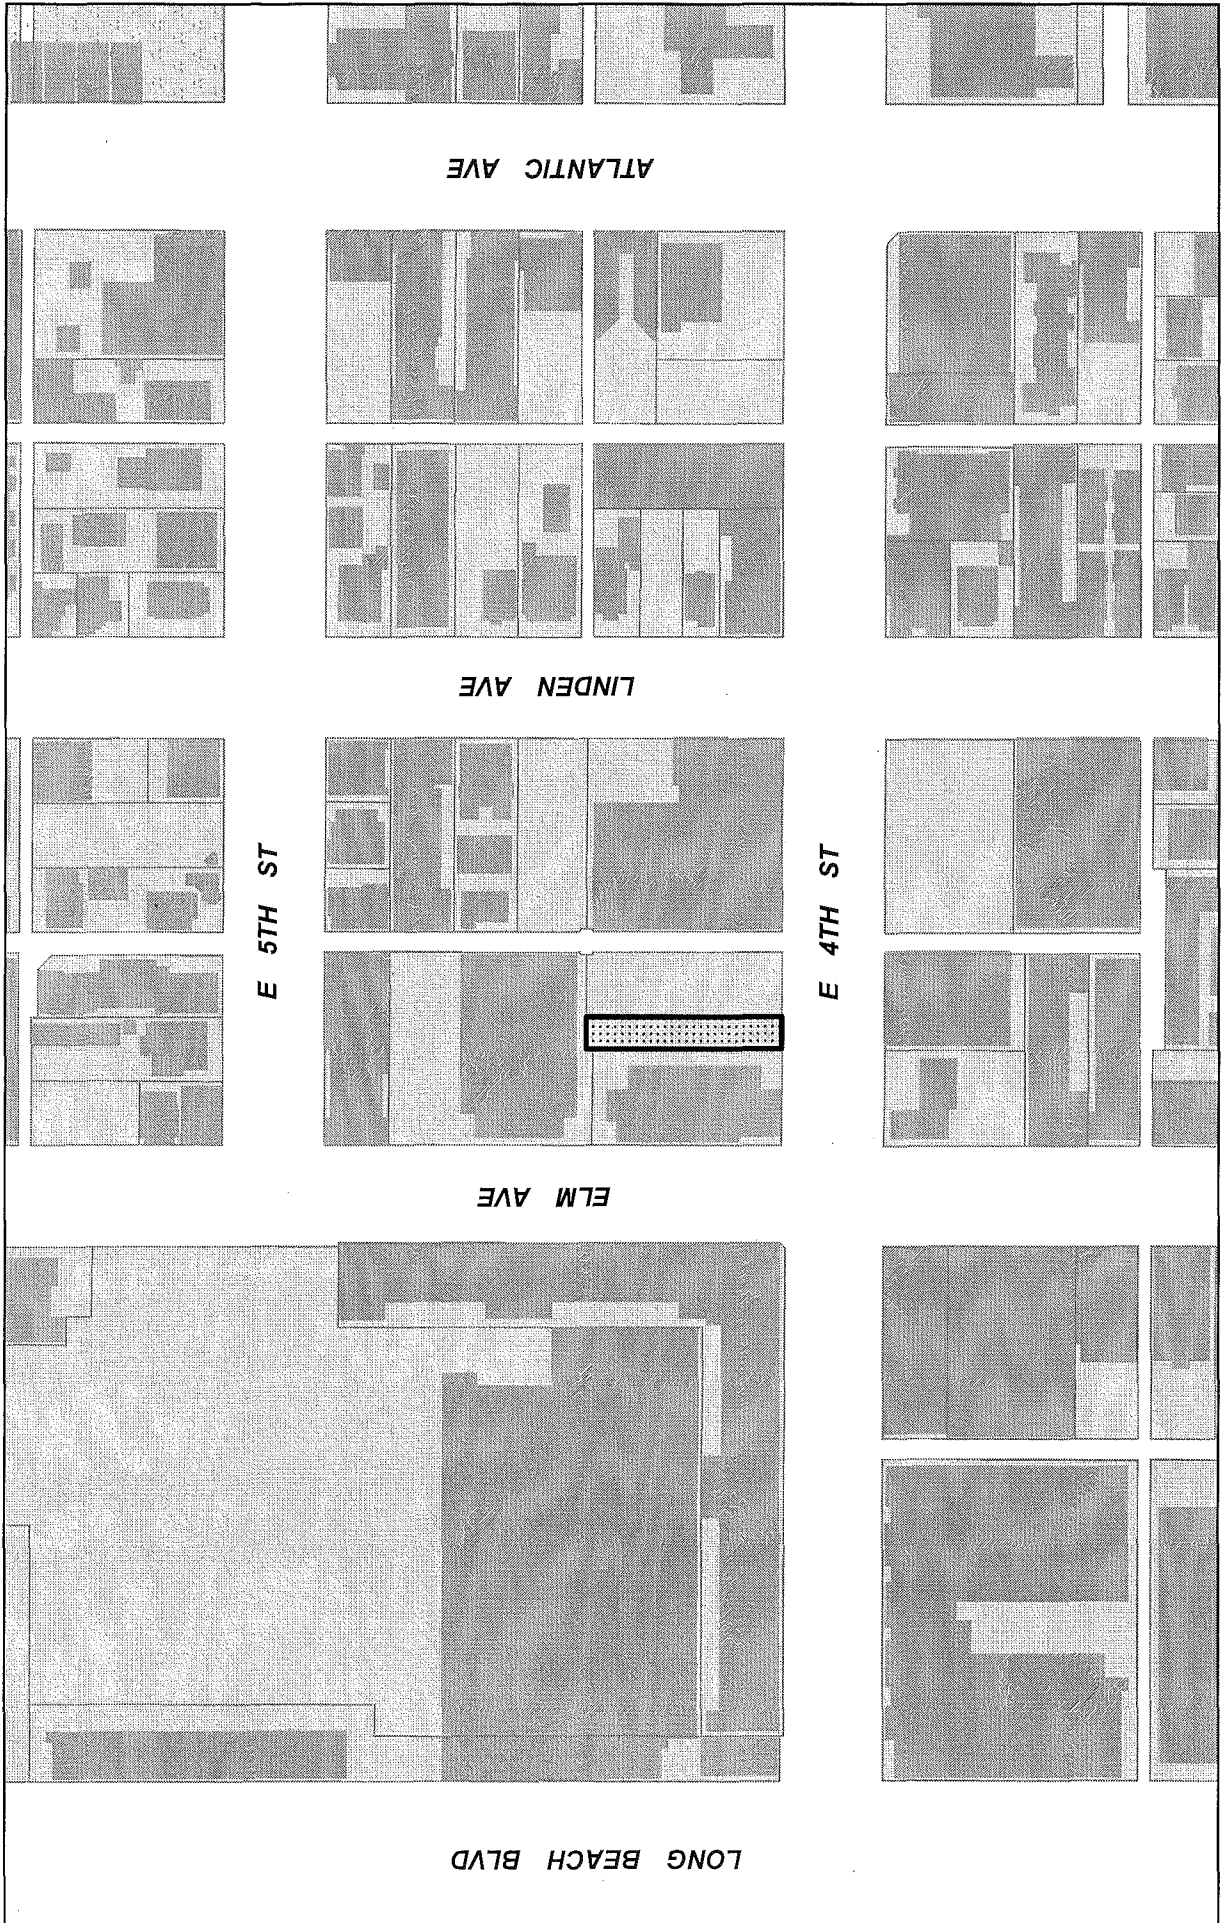 ATLANTIC AVE
LINDEN AVE
E 5TH ST
E 4TH ST
ELM AVE
LONG BEACH BLVD